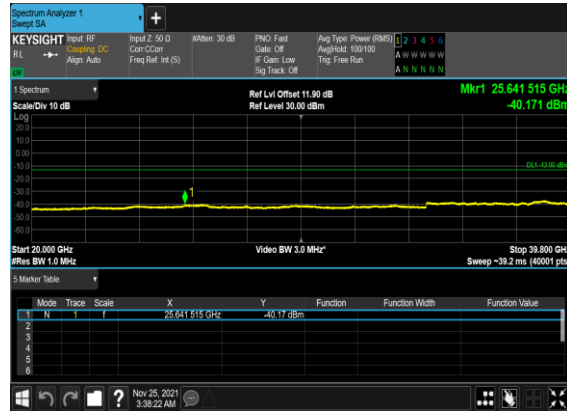 Spectrum Analyzer 1
Swept SA
+
KEYSIGHT Input: RF Input Z: 50 Ω #Atten: 30 dB PNO: Fast Avg Type: Power (RMS) 1 2 3 4 5 6
RL Coupling: DC Corr CCorr Gate: Off Avg|Hold: 100/100 A W W W W W
Align: Auto Freq Ref: Int (S) IF Gain: Low Trig: Free Run
LW Sig Track: Off A N N N N N
1 Spectrum Ref Lvl Offset 11.90 dB Mkr1 25.641 515 GHz
Scale/Div 10 dB Ref Level 30.00 dBm -40.171 dBm
Log
20.0
10.0
0.00
-10.0 DL1 -13.00 dBm
-20.0
-30.0 1
-40.0
-50.0
-60.0
Start 20.000 GHz Video BW 3.0 MHz* Stop 39.800 GHz
#Res BW 1.0 MHz Sweep ~39.2 ms (40001 pts)
5 Marker Table
Mode Trace Scale X Y Function Function Width Function Value
1 N 1 f 25.641 515 GHz -40.17 dBm
2
3
4
5
6
? Nov 25, 2021
3:38:22 AM